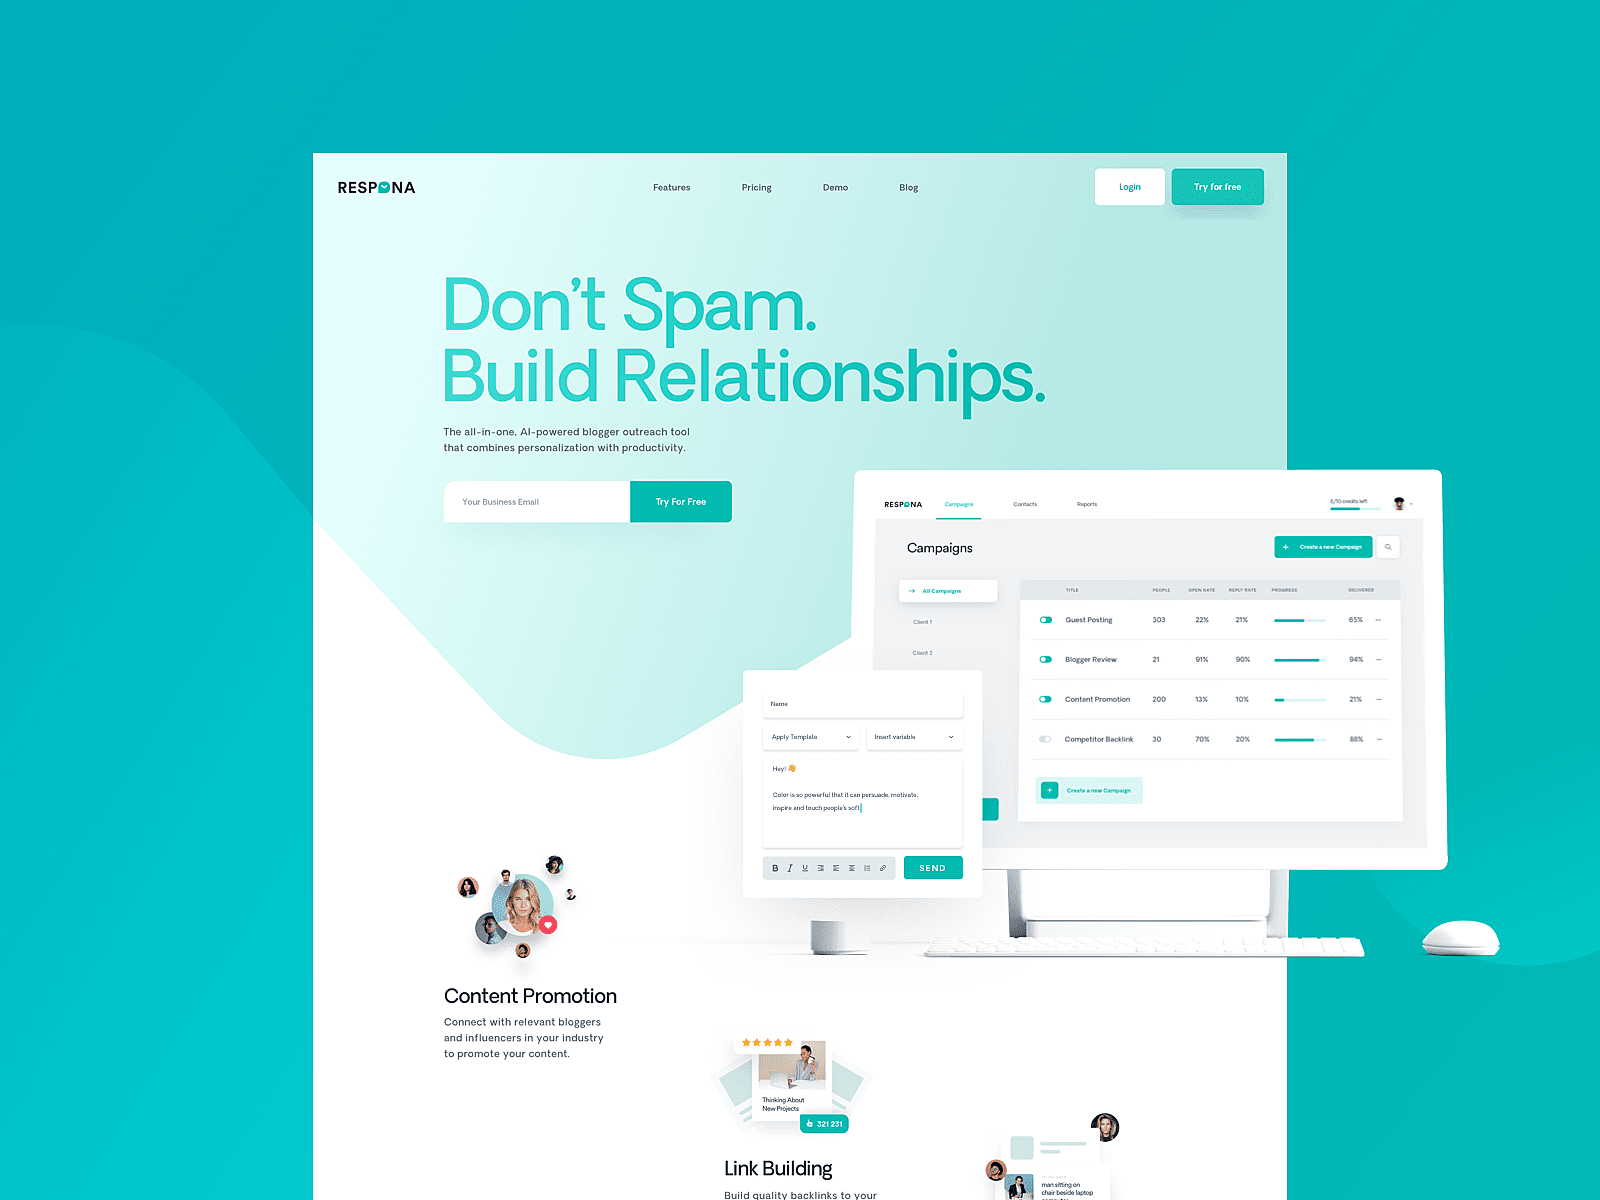 RESPONA
Features Pricing Demo Blog
Login Try for free
Don't Spam.
Build Relationships.
The all-in-one, AI-powered blogger outreach tool
that combines personalization with productivity.
Your Business Email Try For Free
RESPONA Campaigns Contacts Reports 5/10 credits left
Campaigns
+ Create a new Campaign
All Campaigns
Client 1
Client 2
TITLE PEOPLE OPEN RATE REPLY RATE PROGRESS DELIVERED
Guest Posting 303 22% 21% 65%
Blogger Review 21 91% 90% 94%
Content Promotion 200 13% 10% 21%
Competitor Backlink 30 70% 20% 88%
+ Create a new Campaign
Name
Apply Template Insert variable
Hey! 👋
Color is so powerful that it can persuade, motivate,
inspire and touch people's soft
B I U SEND
Content Promotion
Connect with relevant bloggers
and influencers in your industry
to promote your content.
Thinking About
New Projects
321 231
Link Building
Build quality backlinks to your
man sitting on
chair beside laptop